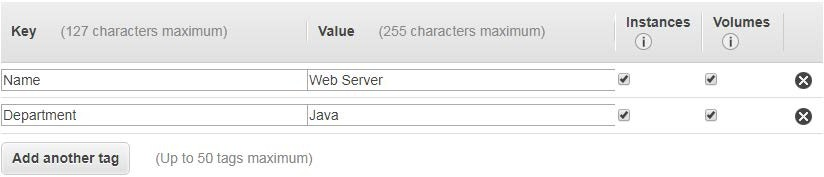 Key (127 characters maximum) Value (255 characters maximum) Instances Volumes
Name Web Server
Department Java
Add another tag (Up to 50 tags maximum)